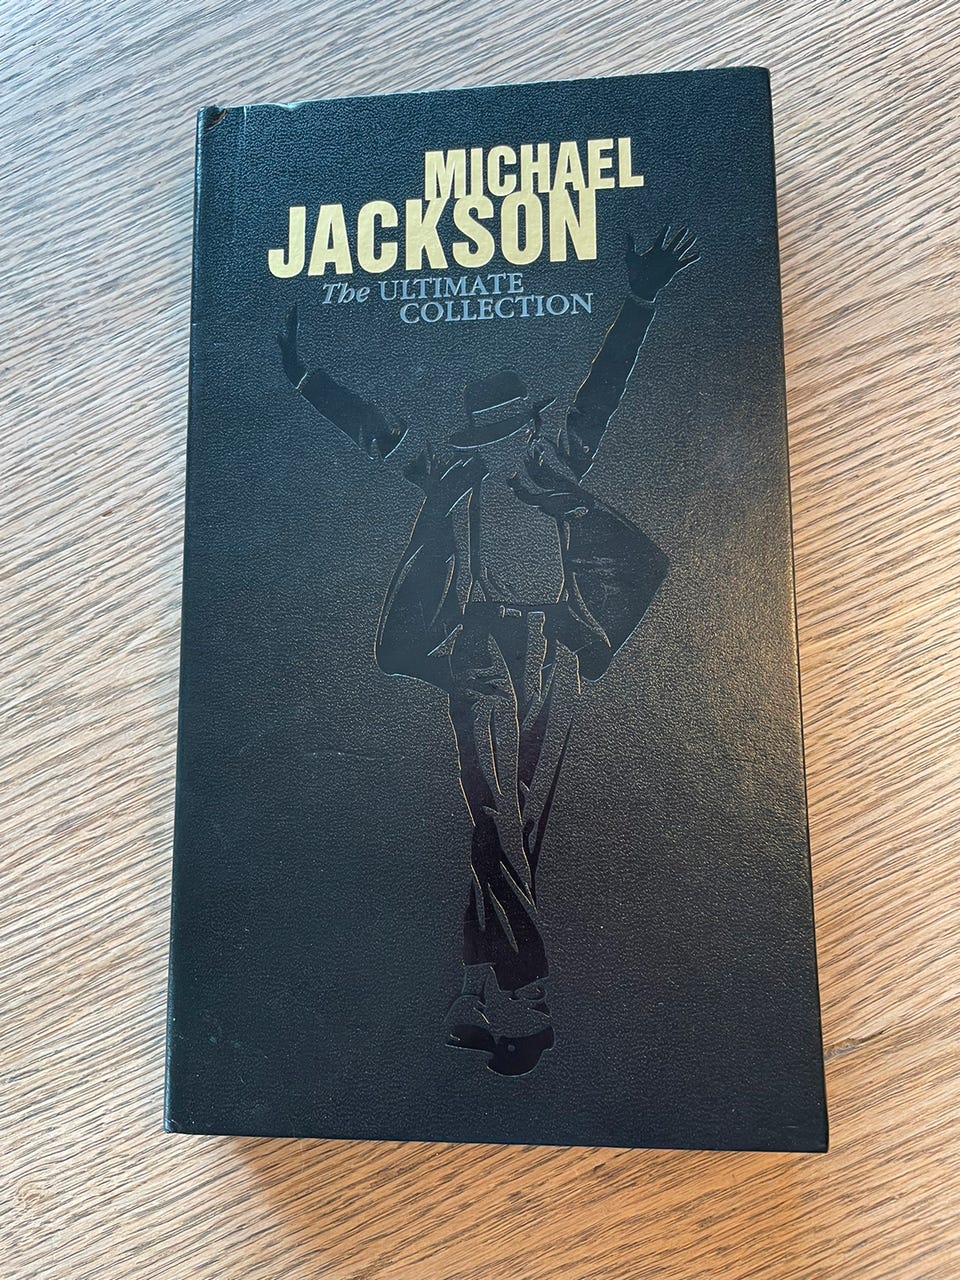 MICHAEL
JACKSON
The ULTIMATE
COLLECTION